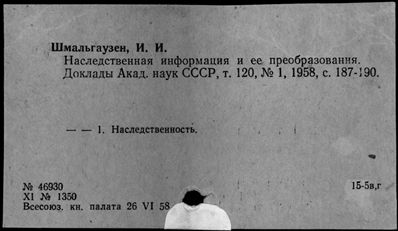 Шмальгаузен, И. И.
Наследственная информация и ее преобразования.
Доклады Акад. наук СССР, т. 120, № 1, 1958, с. 187-190.
— — 1. Наследственность.
№ 46930
15-5в,г
XI № 1350
Всесоюз. кн. палата 26 VI 58